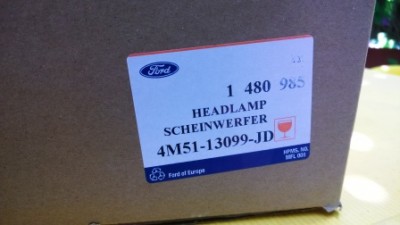 Ford
1 480 985
HEADLAMP
SCHEINWERFER
4M51-13099-JD
Ford of Europe